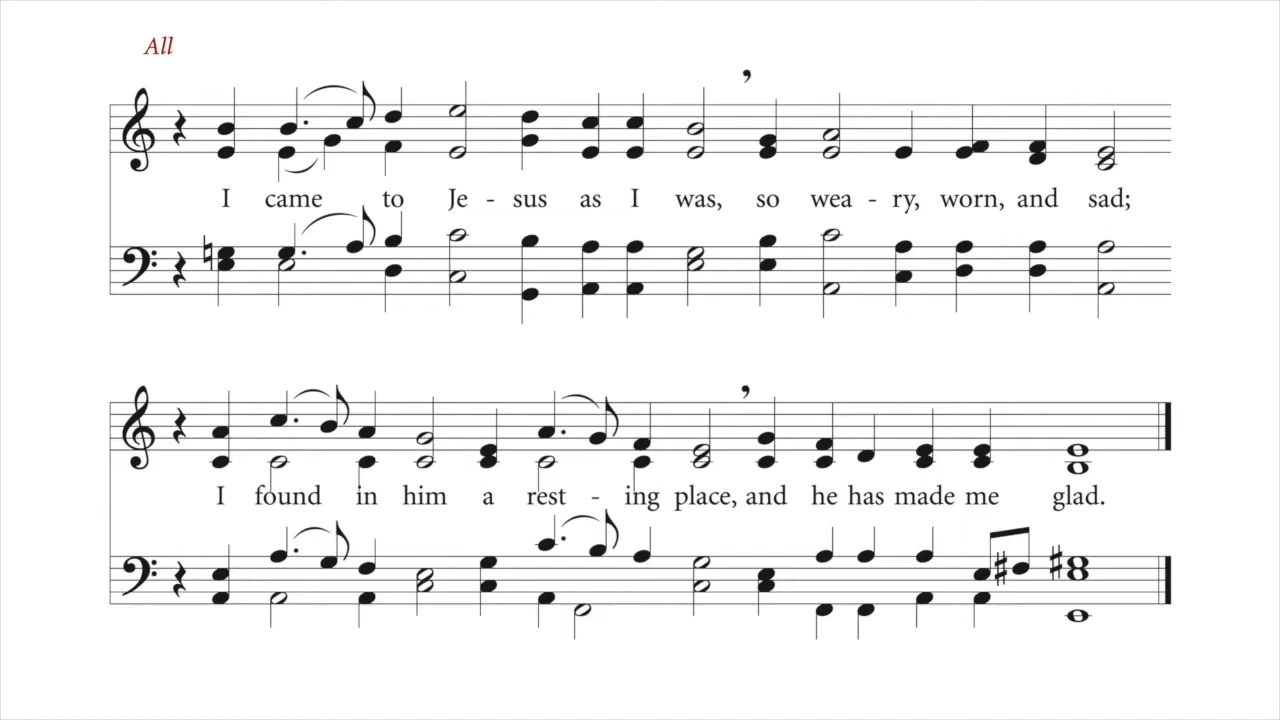 All
I came to Je - sus as I was, so wea - ry, worn, and sad;
I found in him a rest - ing place, and he has made me glad.